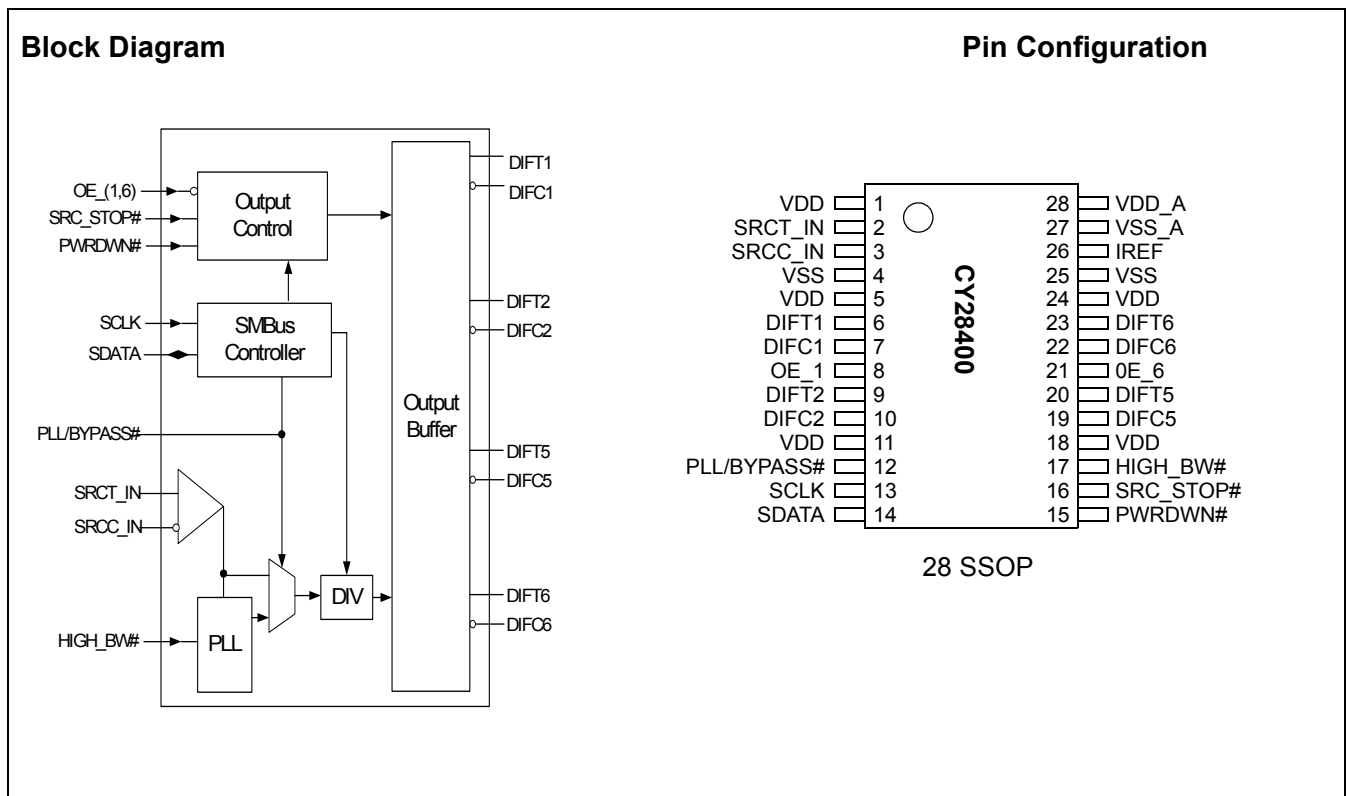 Block Diagram
Pin Configuration
OE_(1,6)
SRC_STOP#
PWRDWN#
Output
Control
SCLK
SDATA
SMBus
Controller
PLL/BYPASS#
SRCT_IN
SRCC_IN
HIGH_BW#
PLL
DIV
Output
Buffer
DIFT1
DIFC1
DIFT2
DIFC2
DIFT5
DIFC5
DIFT6
DIFC6
VDD 1
SRCT_IN 2
SRCC_IN 3
VSS 4
VDD 5
DIFT1 6
DIFC1 7
OE_1 8
DIFT2 9
DIFC2 10
VDD 11
PLL/BYPASS# 12
SCLK 13
SDATA 14
CY28400
28 VDD_A
27 VSS_A
26 IREF
25 VSS
24 VDD
23 DIFT6
22 DIFC6
21 0E_6
20 DIFT5
19 DIFC5
18 VDD
17 HIGH_BW#
16 SRC_STOP#
15 PWRDWN#
28 SSOP